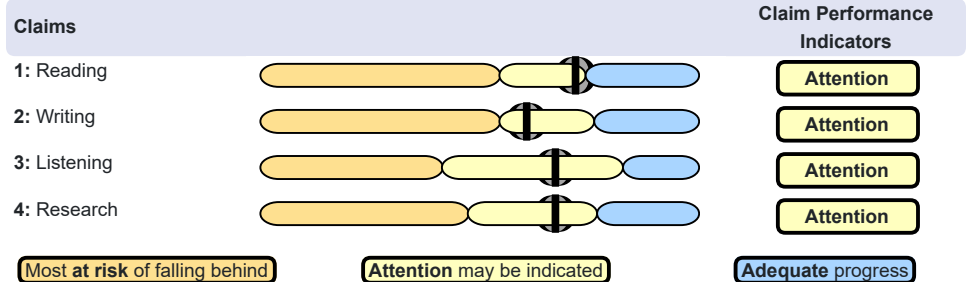 Claims
Claim Performance
Indicators
1: Reading
Attention
2: Writing
Attention
3: Listening
Attention
4: Research
Attention
Most at risk of falling behind
Attention may be indicated
Adequate progress